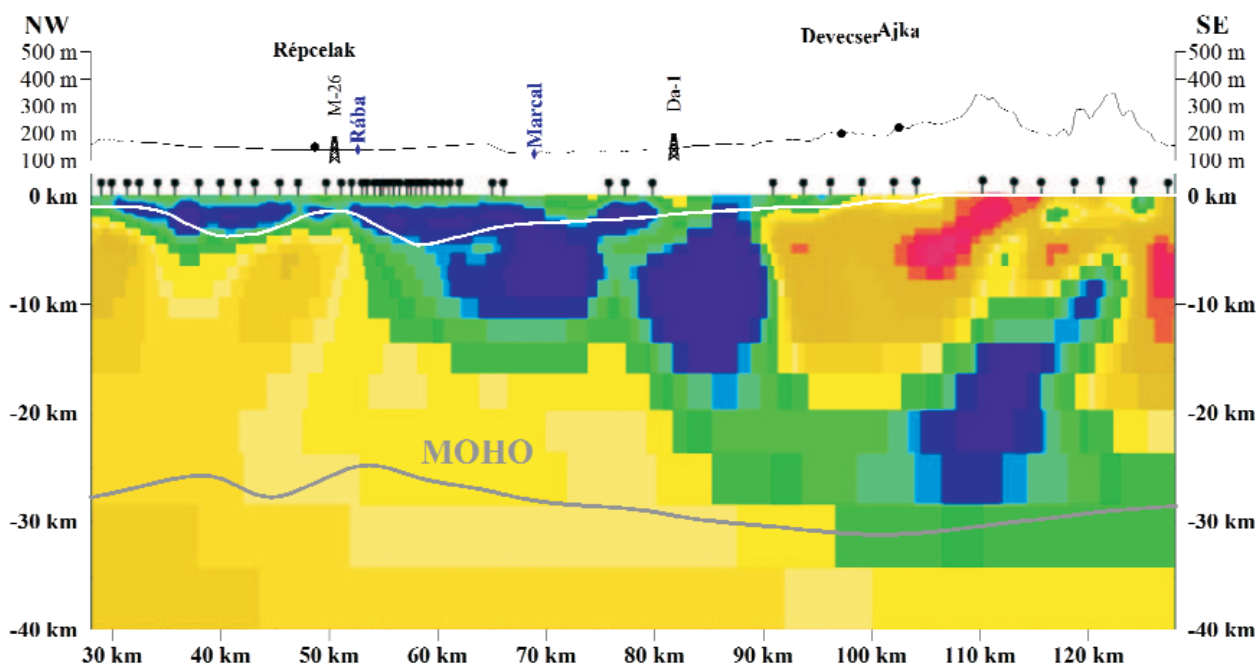 NW
SE
Répcelak
Devecser Ajka
500 m
400 m
300 m
200 m
100 m
M-26
Rába
Marcal
Da-1
500 m
400 m
300 m
200 m
100 m
0 km
-10 km
-20 km
-30 km
-40 km
MOHO
0 km
-10 km
-20 km
-30 km
-40 km
30 km 40 km 50 km 60 km 70 km 80 km 90 km 100 km 110 km 120 km